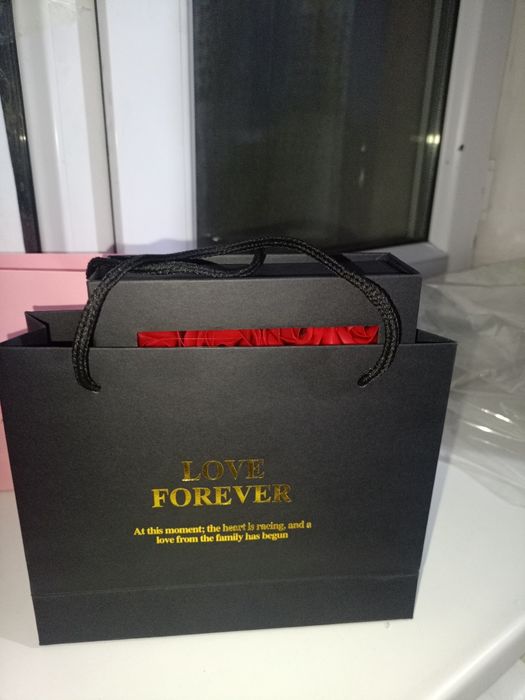 LOVE
FOREVER
At this moment; the heart is racing, and a
love from the family has begun